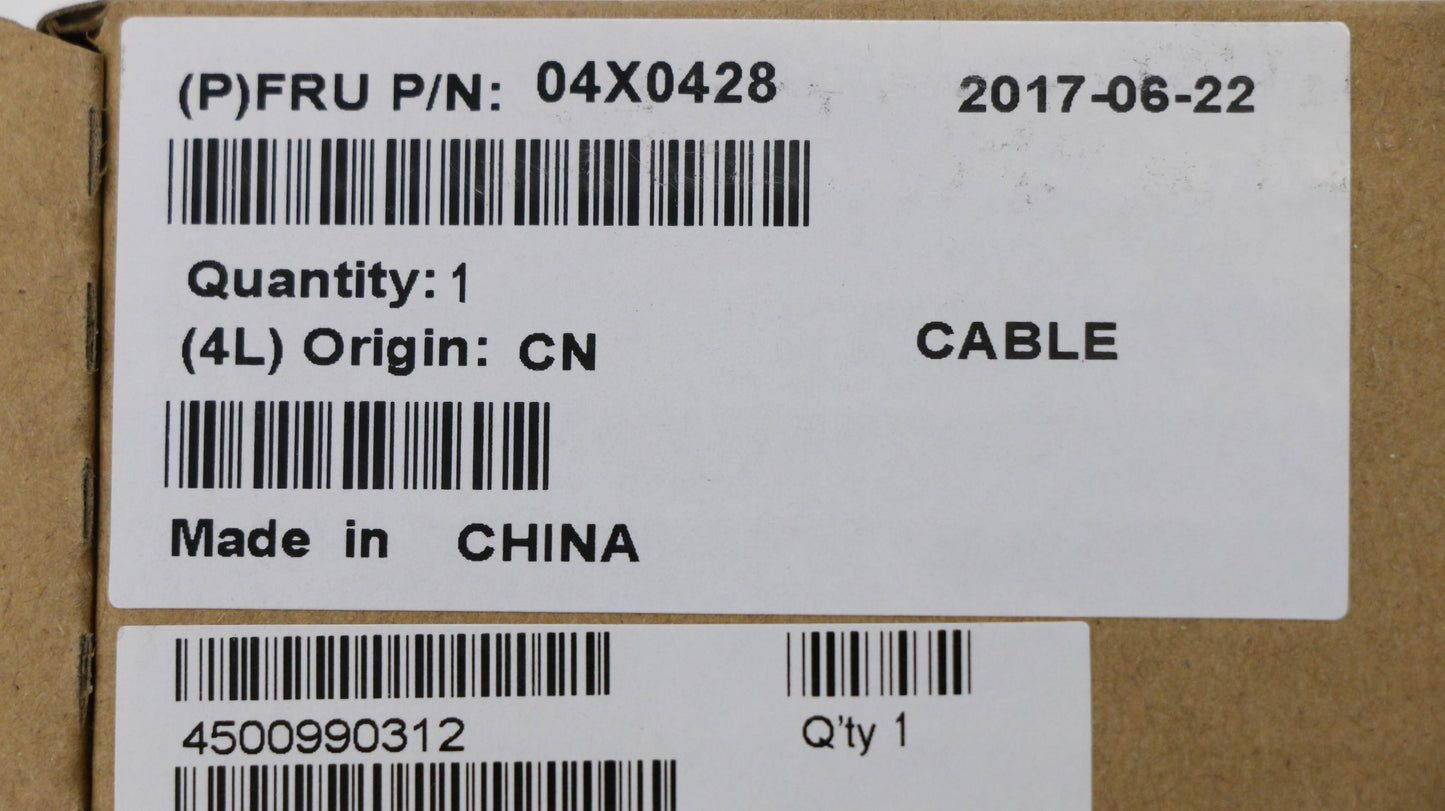 (P)FRU P/N: 04X0428 2017-06-22
Quantity: 1
(4L) Origin: CN CABLE
Made in CHINA
4500990312 Q'ty 1